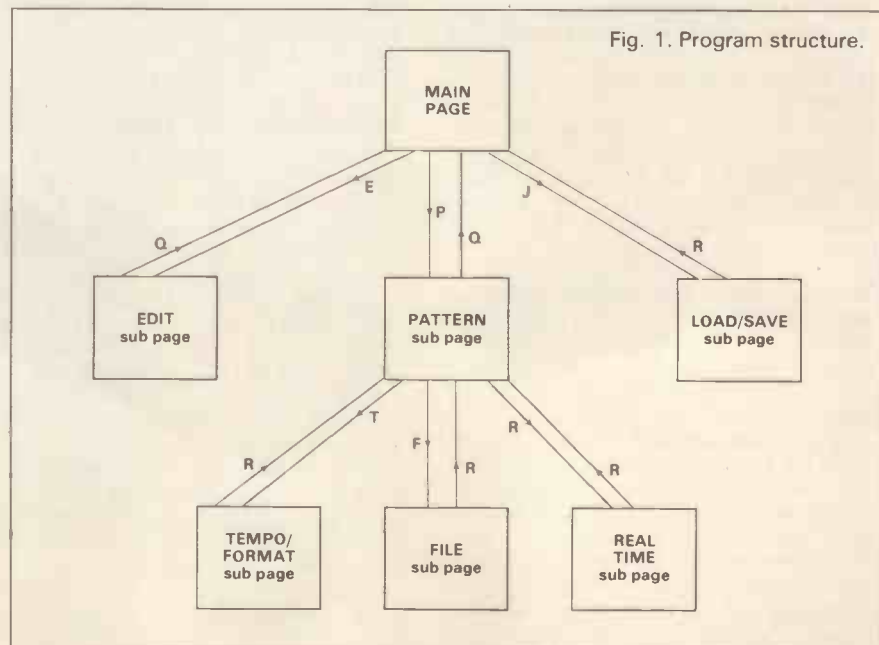 Fig. 1. Program structure.
MAIN
PAGE
E
P
J
Q
Q
R
EDIT
sub page
PATTERN
sub page
LOAD/SAVE
sub page
T
F
R
R
R
R
TEMPO/
FORMAT
sub page
FILE
sub page
REAL
TIME
sub page